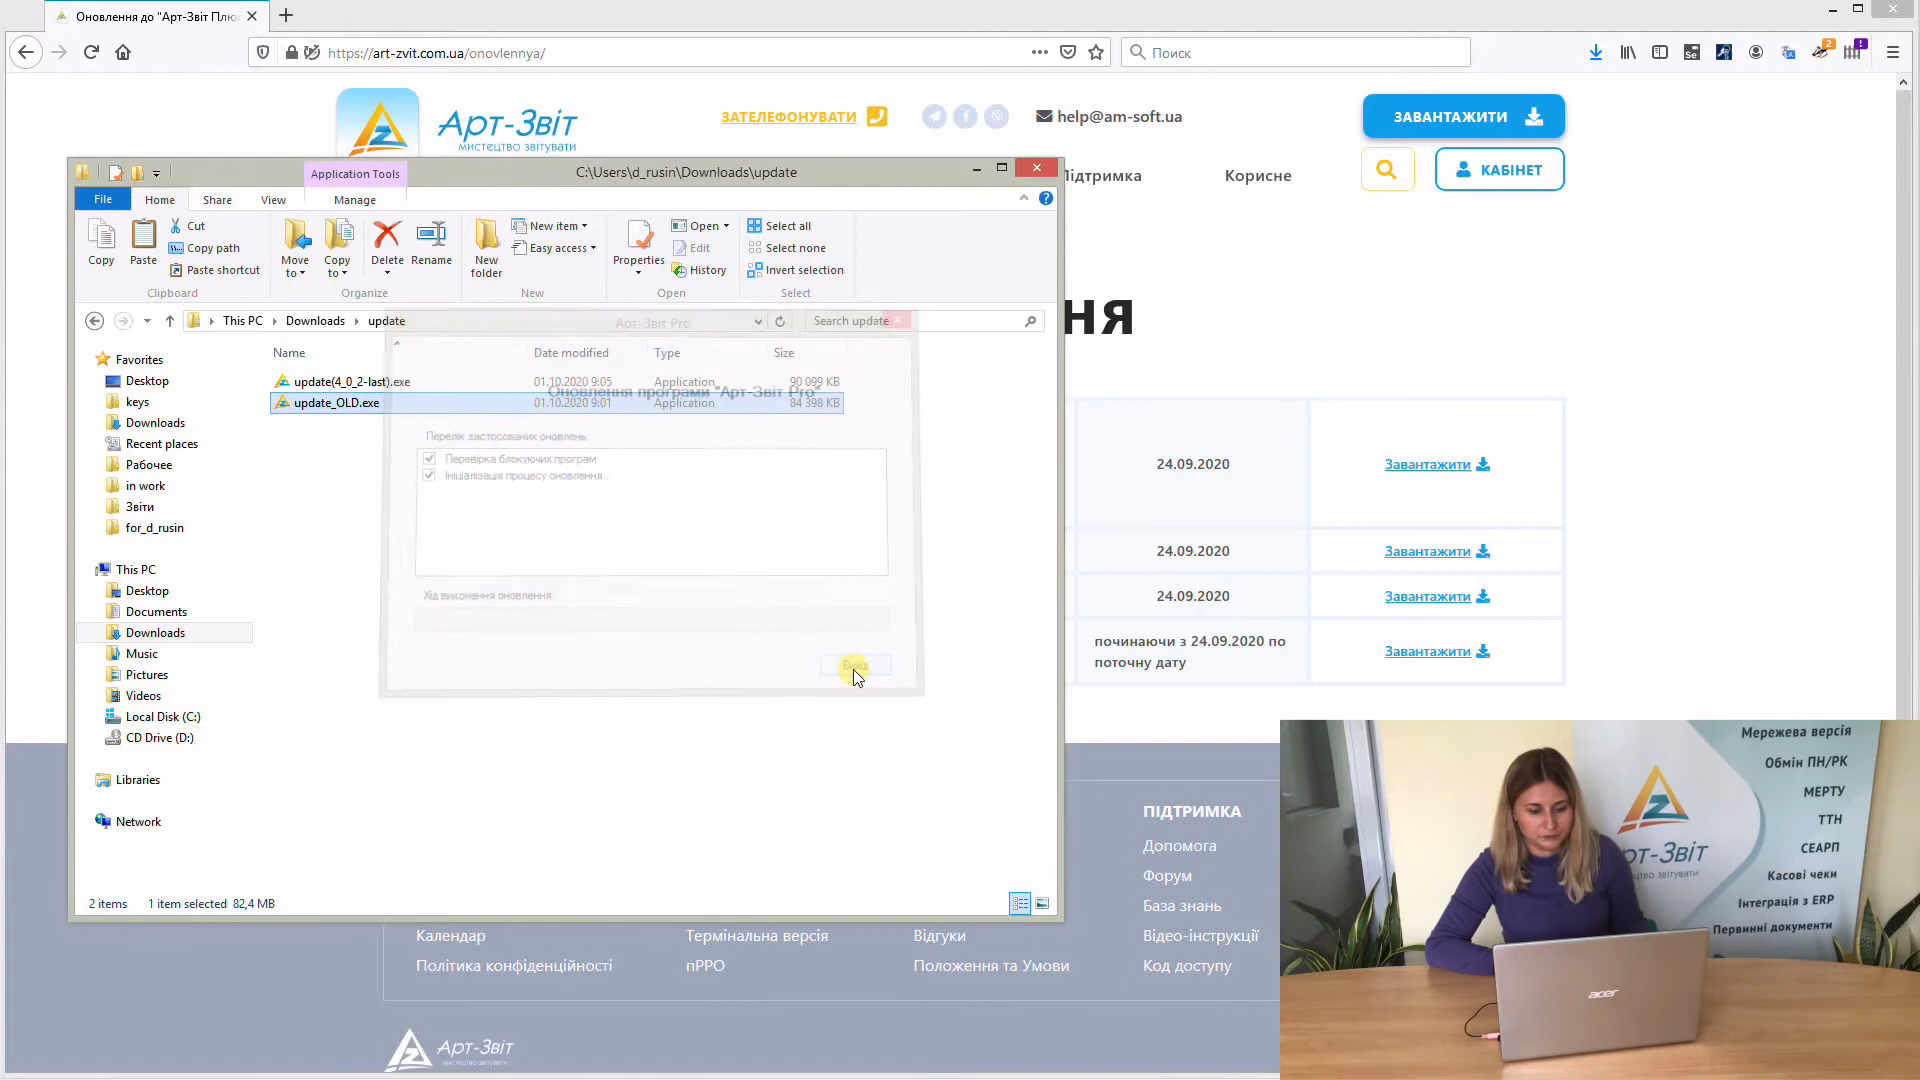 Оновлення до "Арт-Звіт Плюс
https://art-zvit.com.ua/onovlennya/
Поиск
2
!
Арт-Звіт
мистецтво звітувати
ЗАТЕЛЕФОНУВАТИ
help@am-soft.ua
ЗАВАНТАЖИТИ
Підтримка
Корисне
КАБІНЕТ
Application Tools
C:\Users\d_rusin\Downloads\update
File
Home
Share
View
Manage
Copy
Paste
Cut
Copy path
Paste shortcut
Clipboard
Move to
Copy to
Delete
Rename
Organize
New folder
New item
Easy access
New
Properties
Open
Edit
History
Open
Select all
Select none
Invert selection
Select
This PC
Downloads
update
Арт-Звіт Pro
Search update
ня
Name
Date modified
Type
Size
update(4_0_2-last).exe
01.10.2020 9:05
Application
90 099 KB
update_OLD.exe
01.10.2020 9:01
Application
84 398 KB
Оновлення програми "Арт-Звіт Pro"
Перелік застосованих оновлень:
Перевірка блокуючих програм
Ініціалізація процесу оновлення...
Хід виконання оновлення
Favorites
Desktop
keys
Downloads
Recent places
Рабочее
in work
Звіти
for_d_rusin
This PC
Desktop
Documents
Downloads
Music
Pictures
Videos
Local Disk (C:)
CD Drive (D:)
Libraries
Network
2 items
1 item selected 82,4 MB
24.09.2020
Завантажити
24.09.2020
Завантажити
24.09.2020
Завантажити
починаючи з 24.09.2020 по
поточну дату
Завантажити
ПІДТРИМКА
Допомога
Форум
База знань
Календар
Термінальна версія
Відгуки
Відео-інструкції
Політика конфіденційності
пРРО
Положення та Умови
Код доступу
Арт-Звіт
мистецтво звітувати
Мережева версія
Обмін ПН/РК
МЕРТУ
ТТН
СЕАРП
Касові чеки
Інтеграція з ERP
Первинні документи
рт-Звіт
acer